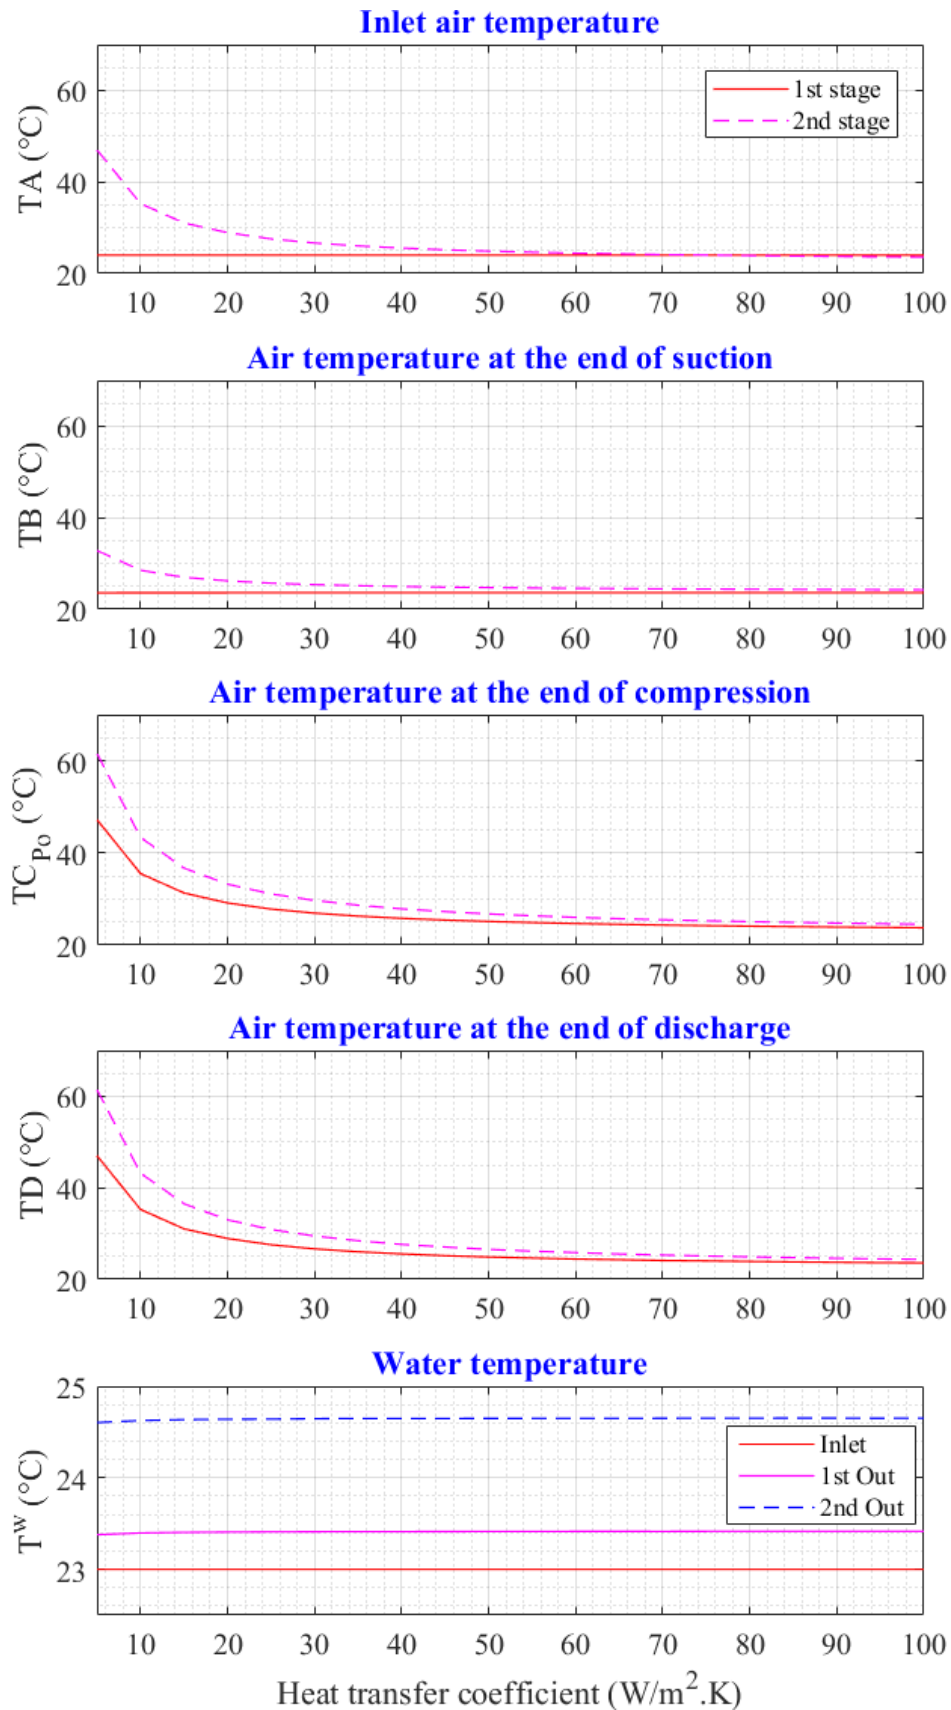 Inlet air temperature
TA (°C)
60
40
20
1st stage
2nd stage
10 20 30 40 50 60 70 80 90 100
Air temperature at the end of suction
TB (°C)
60
40
20
10 20 30 40 50 60 70 80 90 100
Air temperature at the end of compression
TC_Po (°C)
60
40
20
10 20 30 40 50 60 70 80 90 100
Air temperature at the end of discharge
TD (°C)
60
40
20
10 20 30 40 50 60 70 80 90 100
Water temperature
T^w (°C)
25
24
23
Inlet
1st Out
2nd Out
10 20 30 40 50 60 70 80 90 100
Heat transfer coefficient (W/m².K)